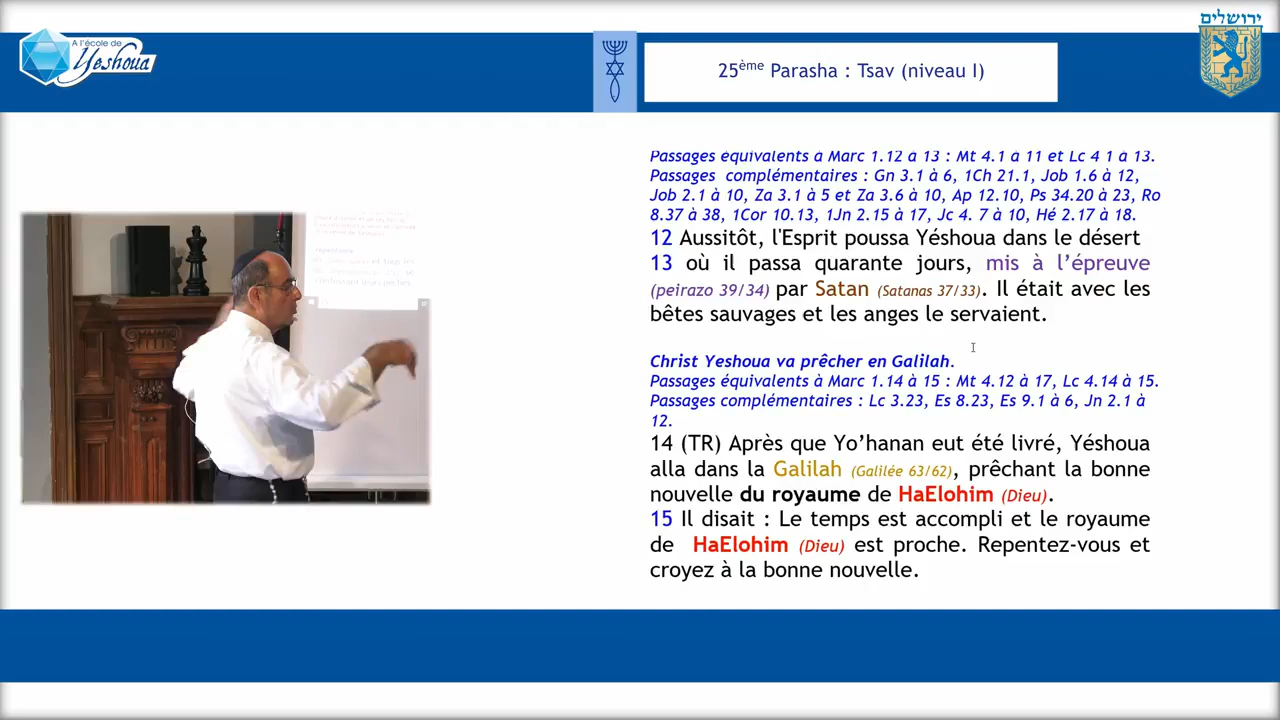 A l'école de
Yeshoua
25ème Parasha : Tsav (niveau I)
ירושלים
Passages équivalents à Marc 1.12 à 13 : Mt 4.1 à 11 et Lc 4 1 à 13.
Passages complémentaires : Gn 3.1 à 6, 1Ch 21.1, Job 1.6 à 12,
Job 2.1 à 10, Za 3.1 à 5 et Za 3.6 à 10, Ap 12.10, Ps 34.20 à 23, Ro
8.37 à 38, 1Cor 10.13, 1Jn 2.15 à 17, Jc 4. 7 à 10, Hé 2.17 à 18.
12 Aussitôt, l'Esprit poussa Yéshoua dans le désert
13 où il passa quarante jours, mis à l’épreuve
(peirazo 39/34) par Satan (Satanas 37/33). Il était avec les
bêtes sauvages et les anges le servaient.
Christ Yeshoua va prêcher en Galilah.
Passages équivalents à Marc 1.14 à 15 : Mt 4.12 à 17, Lc 4.14 à 15.
Passages complémentaires : Lc 3.23, Es 8.23, Es 9.1 à 6, Jn 2.1 à
12.
14 (TR) Après que Yo’hanan eut été livré, Yéshoua
alla dans la Galilah (Galilée 63/62), prêchant la bonne
nouvelle du royaume de HaElohim (Dieu).
15 Il disait : Le temps est accompli et le royaume
de HaElohim (Dieu) est proche. Repentez-vous et
croyez à la bonne nouvelle.